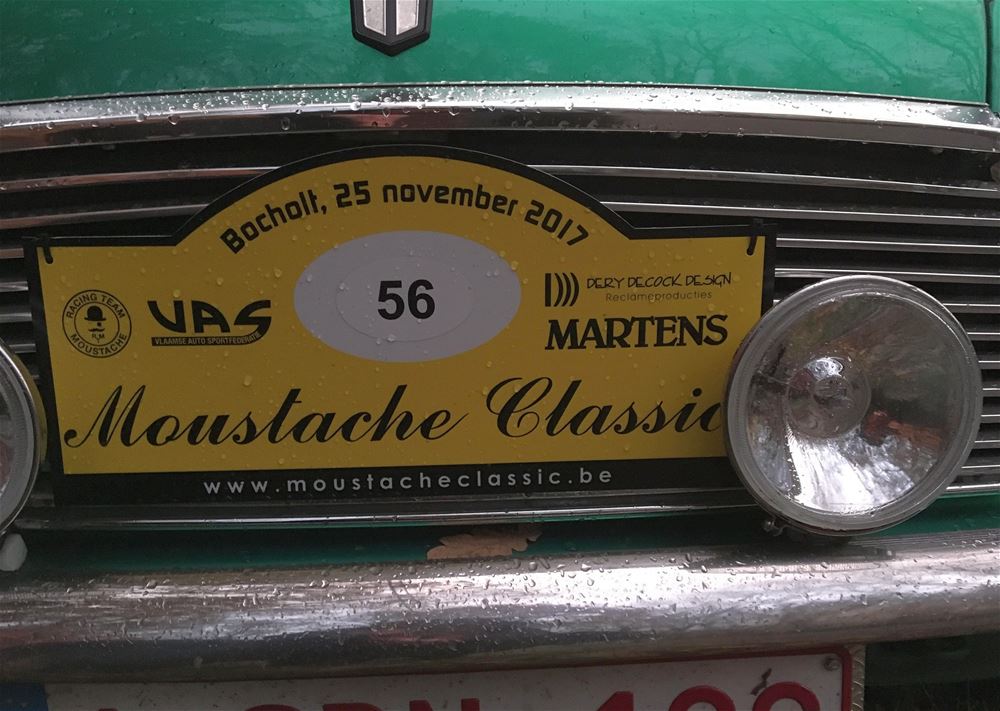 Bocholt, 25 november 2017
56
RACING TEAM
MOUSTACHE
VAS
VLAAMSE AUTO SPORTFEDERATIE
DERY DECOCK DESIGN
Reclameproducties
MARTENS
Moustache Classic
www.moustacheclassic.be